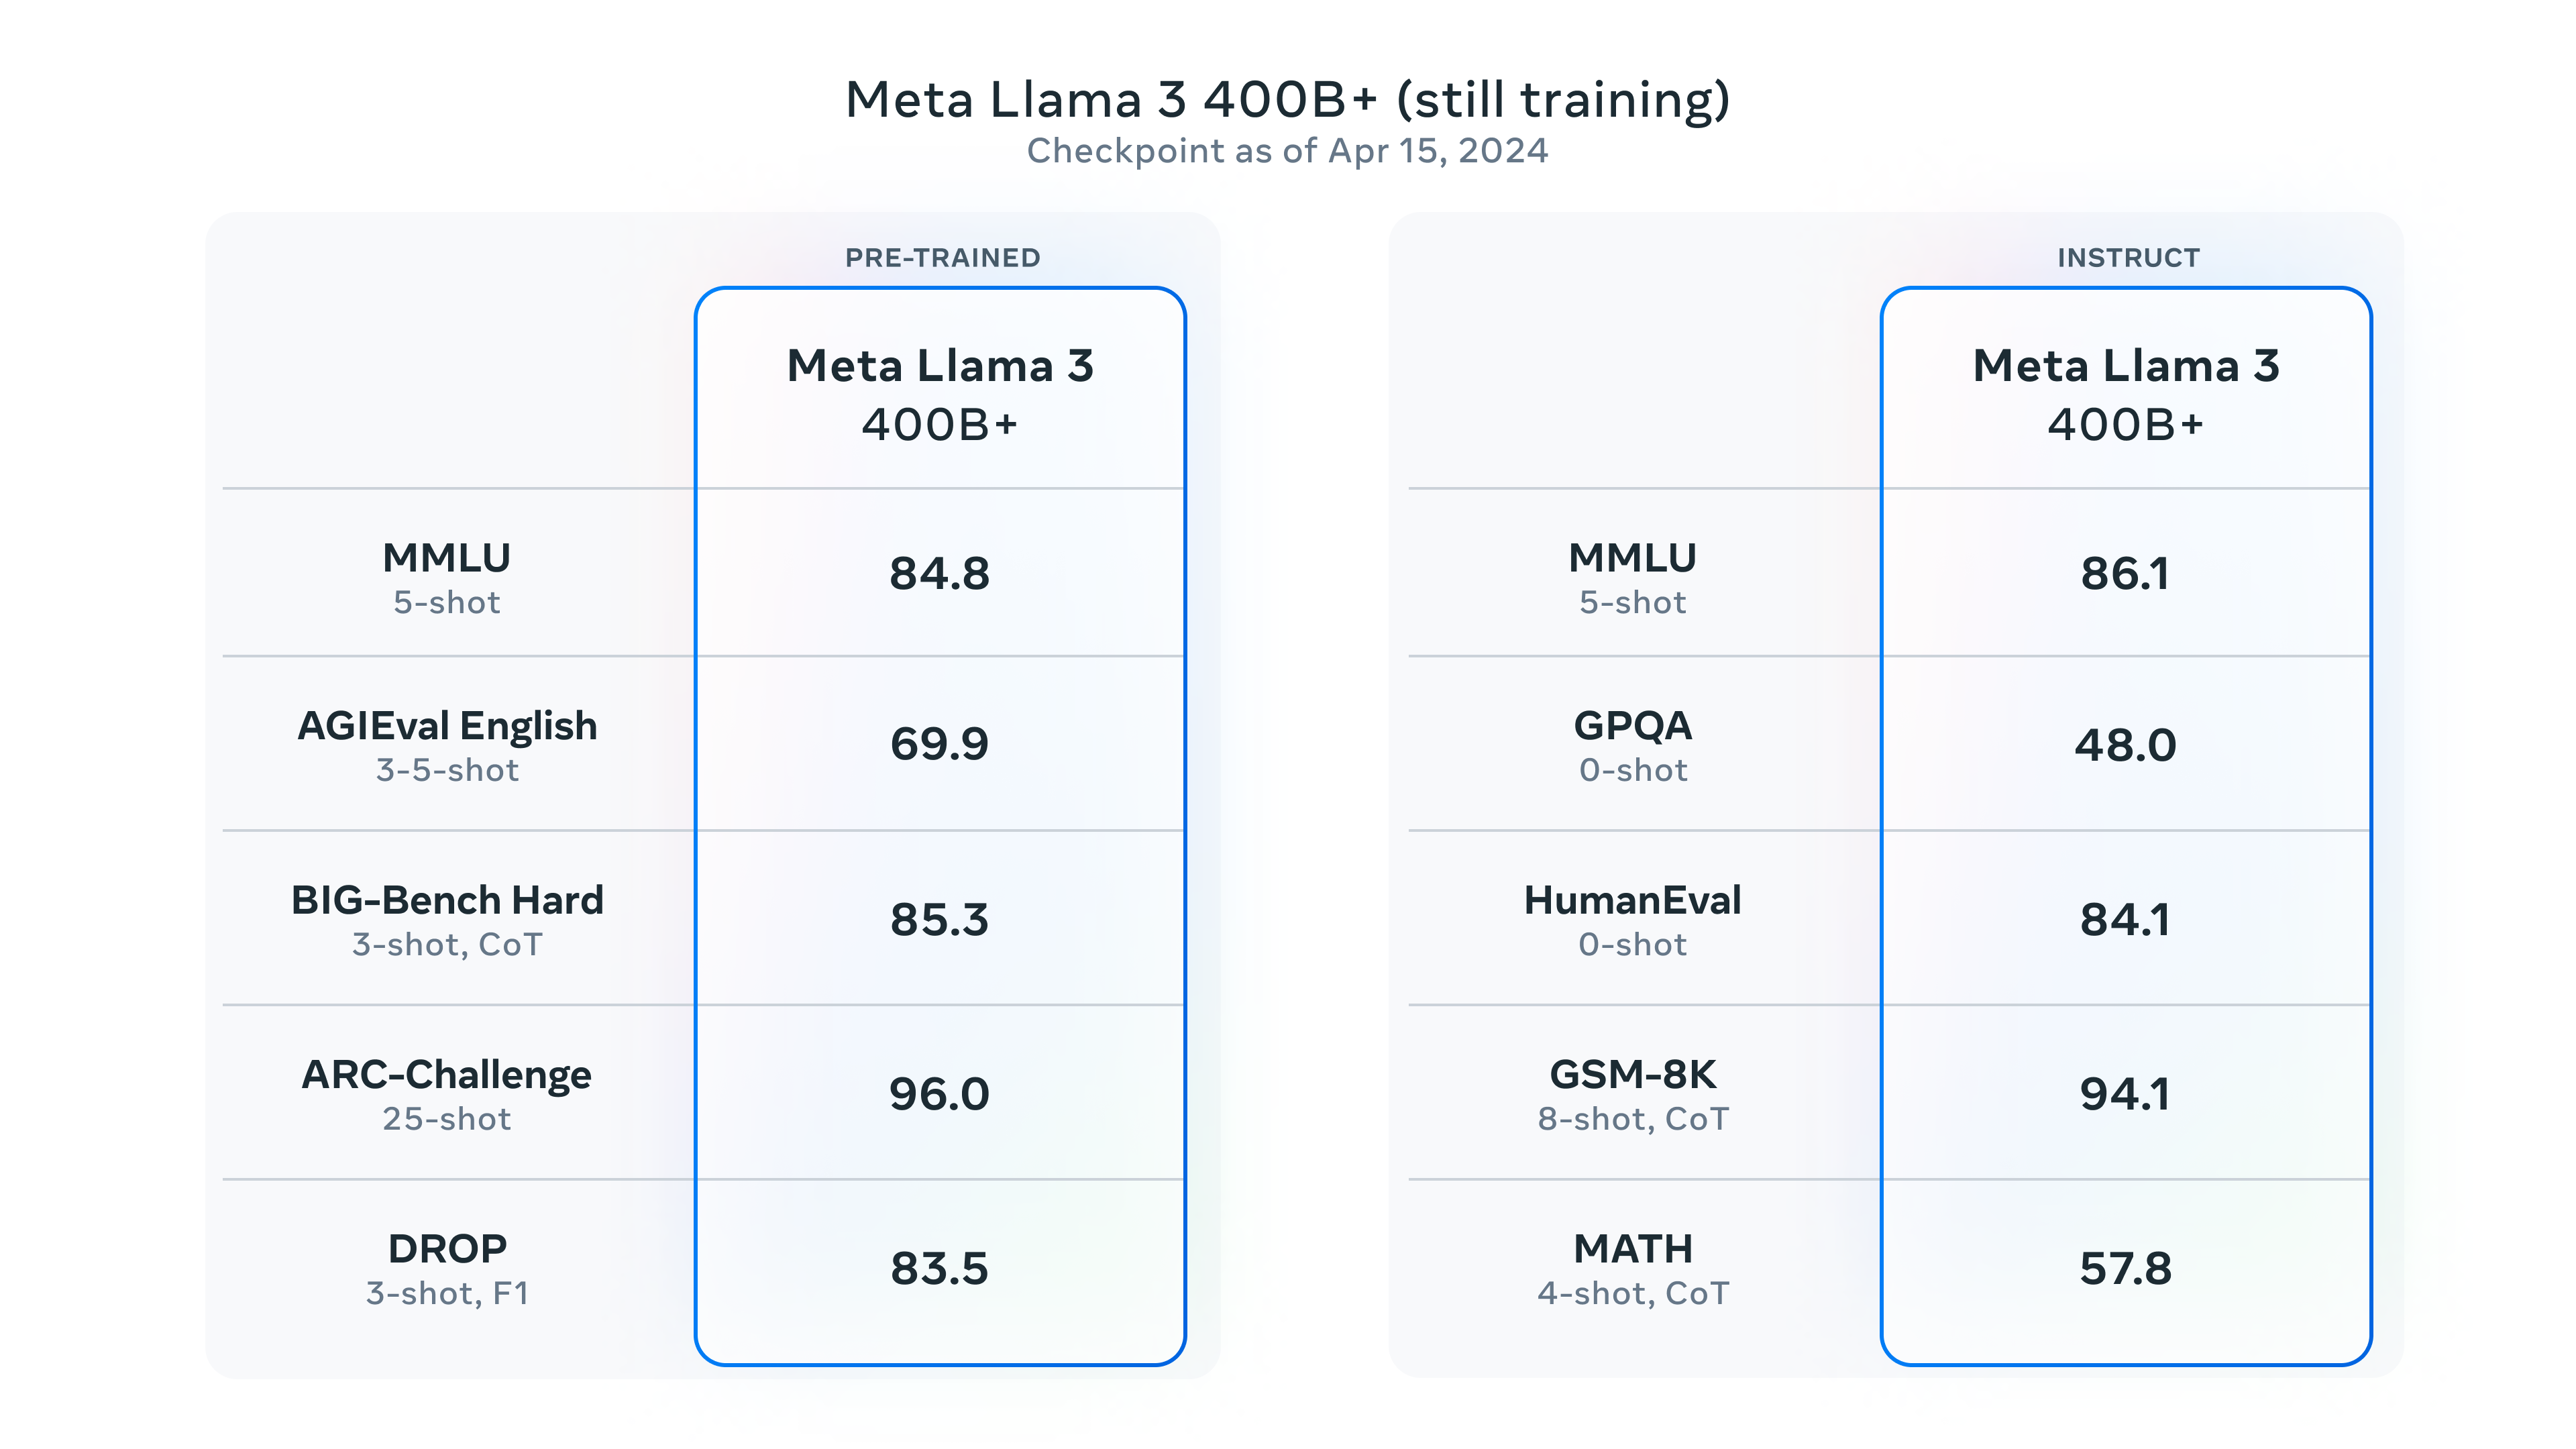 Meta Llama 3 400B+ (still training)
Checkpoint as of Apr 15, 2024
PRE-TRAINED
Meta Llama 3
400B+
MMLU
5-shot
84.8
AGIEval English
3-5-shot
69.9
BIG-Bench Hard
3-shot, CoT
85.3
ARC-Challenge
25-shot
96.0
DROP
3-shot, F1
83.5
INSTRUCT
Meta Llama 3
400B+
MMLU
5-shot
86.1
GPQA
0-shot
48.0
HumanEval
0-shot
84.1
GSM-8K
8-shot, CoT
94.1
MATH
4-shot, CoT
57.8